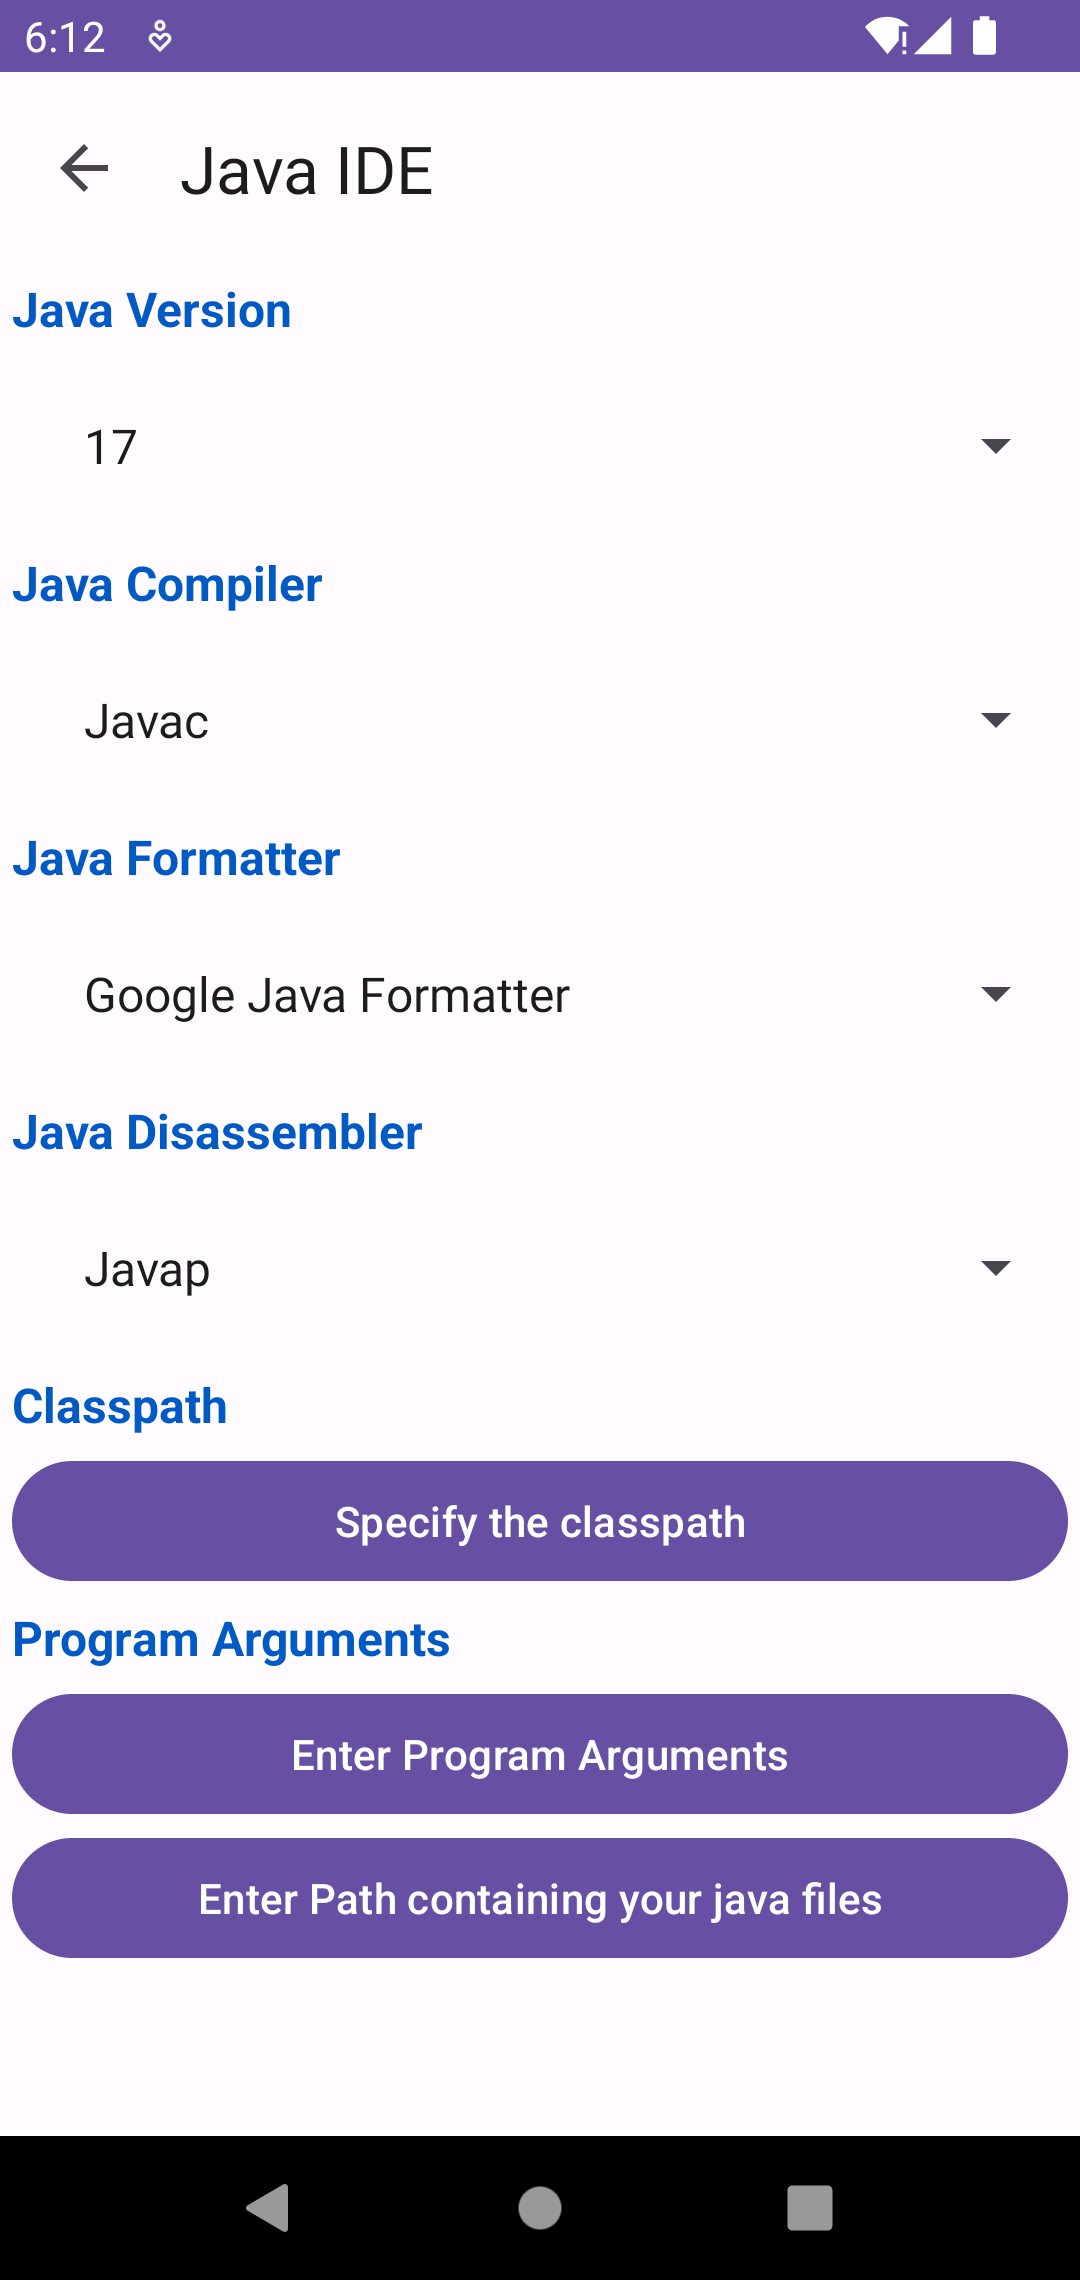 6:12
Java IDE
Java Version
17
Java Compiler
Javac
Java Formatter
Google Java Formatter
Java Disassembler
Javap
Classpath
Specify the classpath
Program Arguments
Enter Program Arguments
Enter Path containing your java files